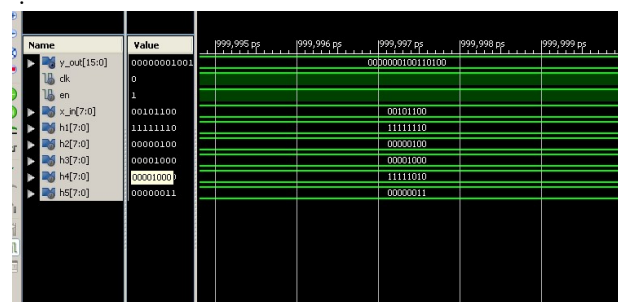 Name Value 999,995 ps 999,996 ps 999,997 ps 999,998 ps 999,999 ps
y_out[15:0] 00000001001 0000000100110100
clk 0
en 1
x_in[7:0] 00101100 00101100
h1[7:0] 11111110 11111110
h2[7:0] 00000100 00000100
h3[7:0] 00001000 00001000
h4[7:0] 00001000 11111010
h5[7:0] 00000011 00000011